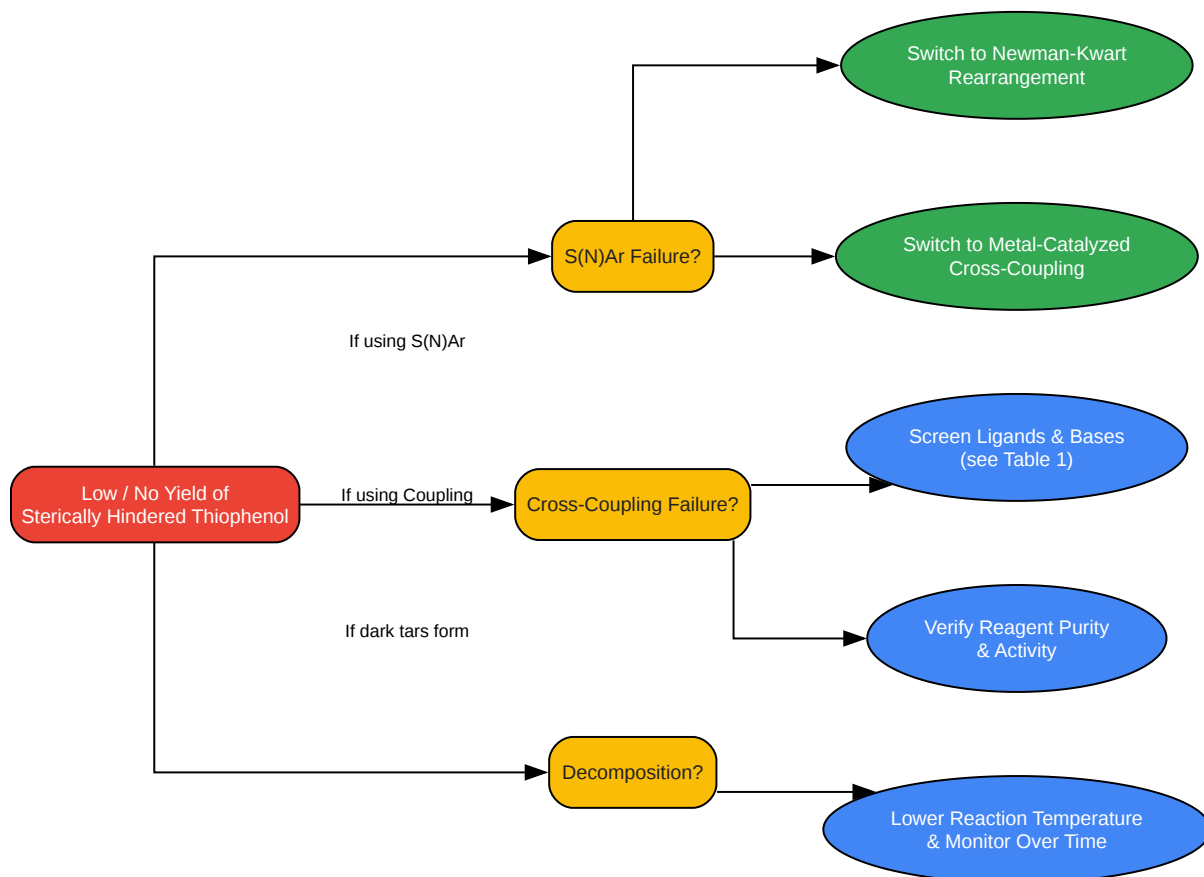 Switch to Newman-Kwart
Rearrangement
S(N)Ar Failure?
Switch to Metal-Catalyzed
Cross-Coupling
If using S(N)Ar
Low / No Yield of
Sterically Hindered Thiophenol
If using Coupling
Cross-Coupling Failure?
Screen Ligands & Bases
(see Table 1)
Verify Reagent Purity
& Activity
If dark tars form
Decomposition?
Lower Reaction Temperature
& Monitor Over Time